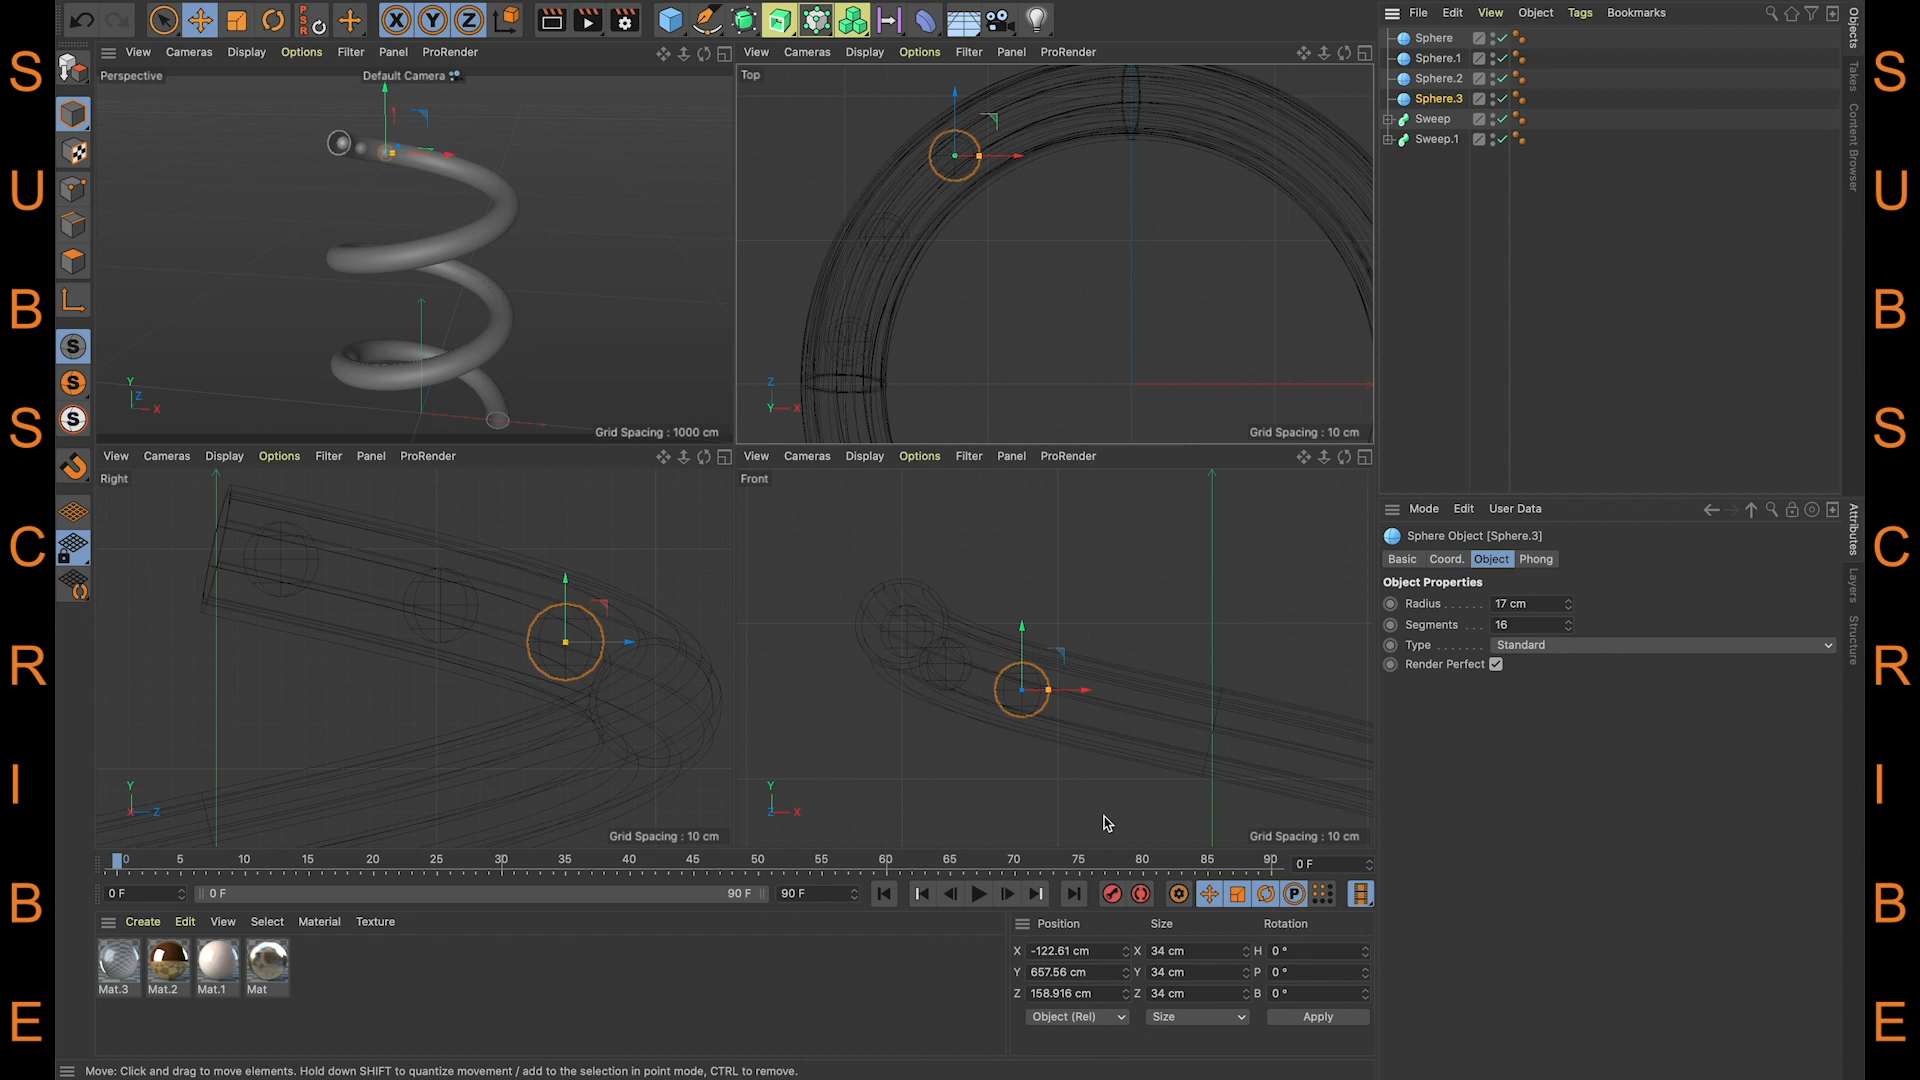 S U B S C R I B E
View Cameras Display Options Filter Panel ProRender
Perspective Default Camera
Y Z X
Grid Spacing : 1000 cm
View Cameras Display Options Filter Panel ProRender
Top
Z Y X
Grid Spacing : 10 cm
View Cameras Display Options Filter Panel ProRender
Right
Y X Z
Grid Spacing : 10 cm
View Cameras Display Options Filter Panel ProRender
Front
Y Z X
Grid Spacing : 10 cm
PSR
X Y Z
File Edit View Object Tags Bookmarks
Sphere
Sphere.1
Sphere.2
Sphere.3
Sweep
Sweep.1
Objects
Takes
Content Browser
Mode Edit User Data
Sphere Object [Sphere.3]
Basic Coord. Object Phong
Object Properties
Radius . . . . . . 17 cm
Segments . . . 16
Type . . . . . . . Standard
Render Perfect
Attributes
Layers
Structure
0 5 10 15 20 25 30 35 40 45 50 55 60 65 70 75 80 85 90 0 F
0 F 0 F 90 F 90 F
P
Create Edit View Select Material Texture
Mat.3 Mat.2 Mat.1 Mat
Position Size Rotation
X -122.61 cm X 34 cm H 0 °
Y 657.56 cm Y 34 cm P 0 °
Z 158.916 cm Z 34 cm B 0 °
Object (Rel) Size Apply
Move: Click and drag to move elements. Hold down SHIFT to quantize movement / add to the selection in point mode, CTRL to remove.
S U B S C R I B E